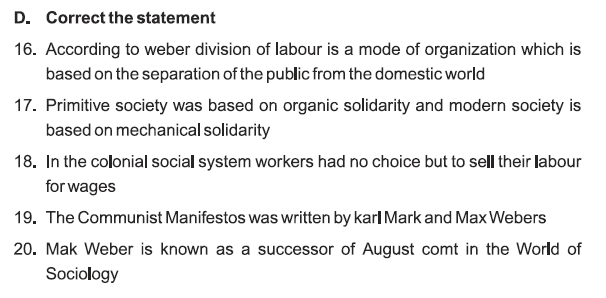 D. Correct the statement
16. According to weber division of labour is a mode of organization which is
based on the separation of the public from the domestic world
17. Primitive society was based on organic solidarity and modern society is
based on mechanical solidarity
18. In the colonial social system workers had no choice but to sell their labour
for wages
19. The Communist Manifestos was written by karl Mark and Max Webers
20. Mak Weber is known as a successor of August comt in the World of
Sociology